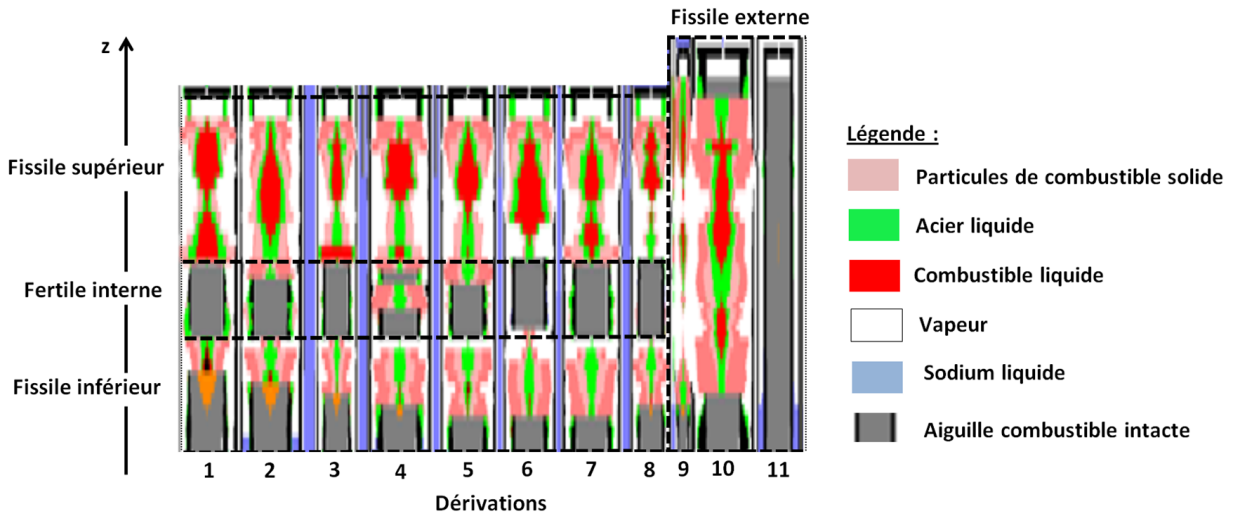 Fissile externe
z
Fissile supérieur
Fertile interne
Fissile inférieur
1 2 3 4 5 6 7 8 9 10 11
Dérivations
Légende :
Particules de combustible solide
Acier liquide
Combustible liquide
Vapeur
Sodium liquide
Aiguille combustible intacte